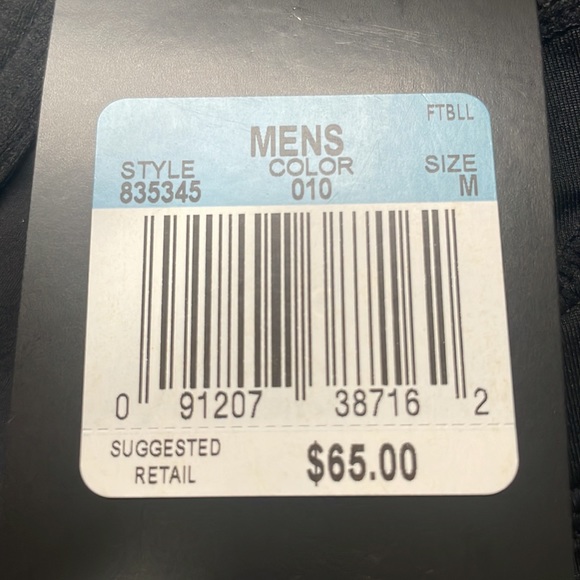 FTBLL
MENS
STYLE COLOR SIZE
835345 010 M
0 91207 38716 2
SUGGESTED
RETAIL $65.00